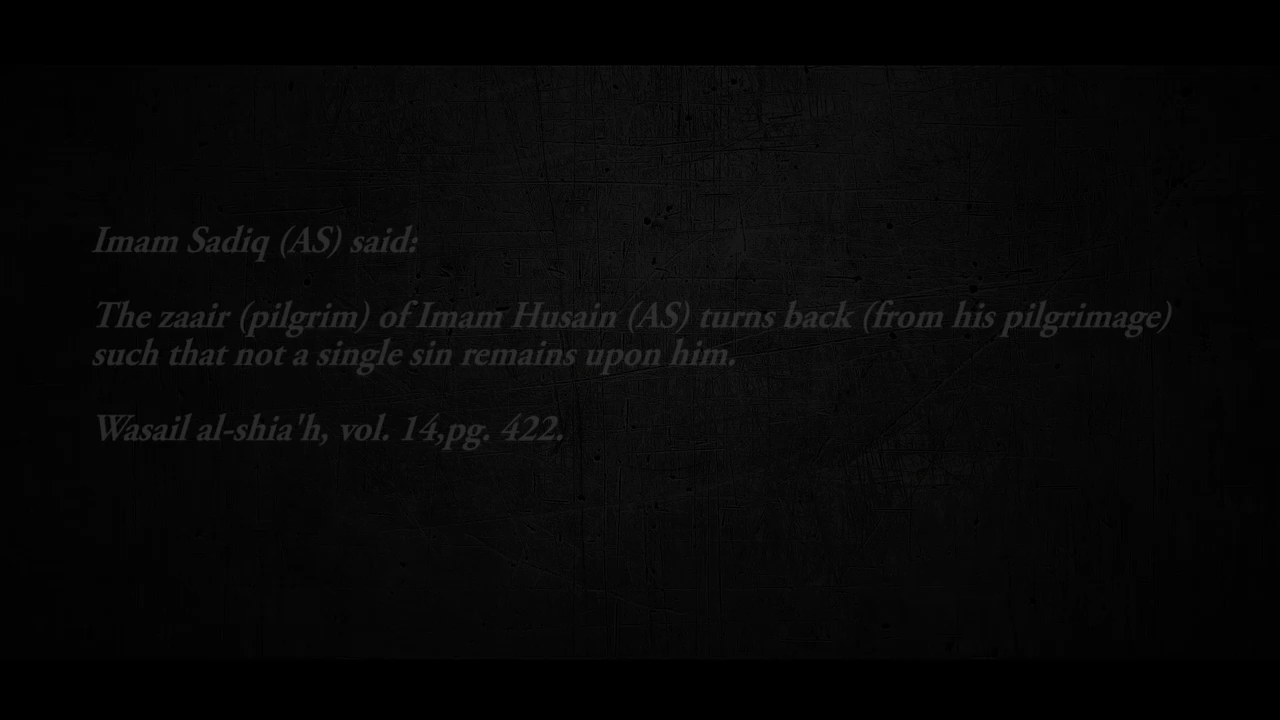 Imam Sadiq (AS) said:
The zaair (pilgrim) of Imam Husain (AS) turns back (from his pilgrimage)
such that not a single sin remains upon him.
Wasail al-shia'h, vol. 14,pg. 422.